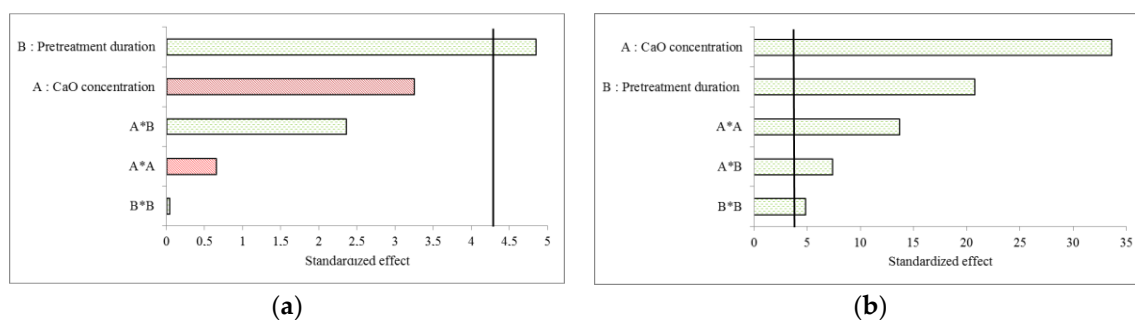 B : Pretreatment duration
A : CaO concentration
A*B
A*A
B*B
0 0.5 1 1.5 2 2.5 3 3.5 4 4.5 5
Standardized effect
(a)
A : CaO concentration
B : Pretreatment duration
A*A
A*B
B*B
0 5 10 15 20 25 30 35
Standardized effect
(b)